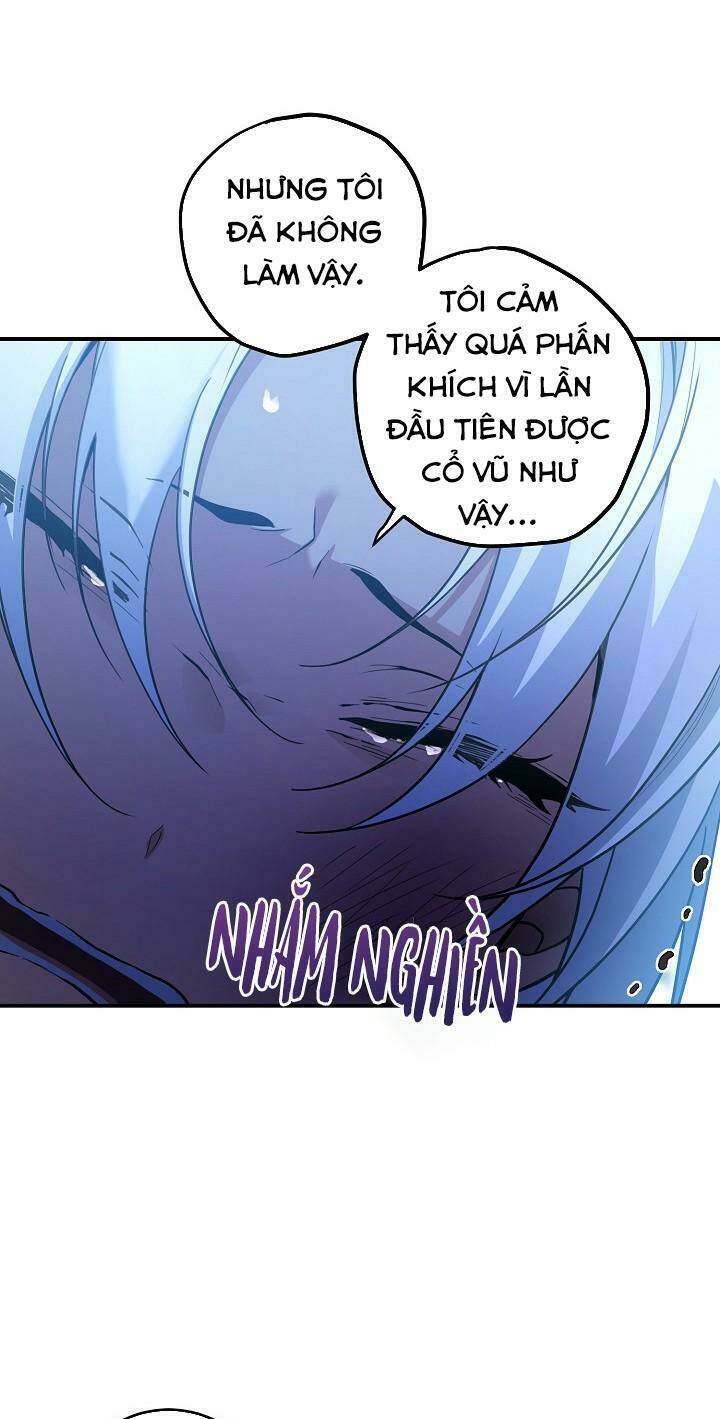 NHƯNG TÔI
ĐÃ KHÔNG
LÀM VẬY.
TÔI CẢM
THẤY QUÁ PHẤN
KHÍCH VÌ LẦN
ĐẦU TIÊN ĐƯỢC
CỔ VŨ NHƯ
VẬY...
NHẮM NGHIỀN